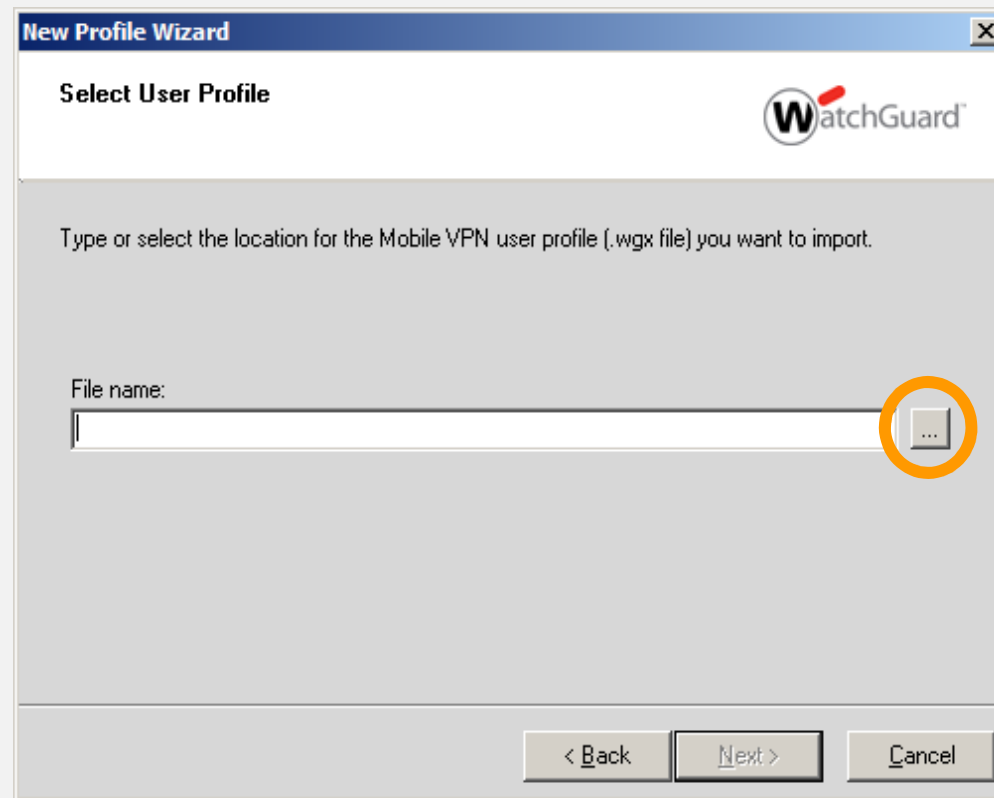 New Profile Wizard
Select User Profile
WatchGuard™
Type or select the location for the Mobile VPN user profile (.wgx file) you want to import.
File name:
...
< Back
Next >
Cancel